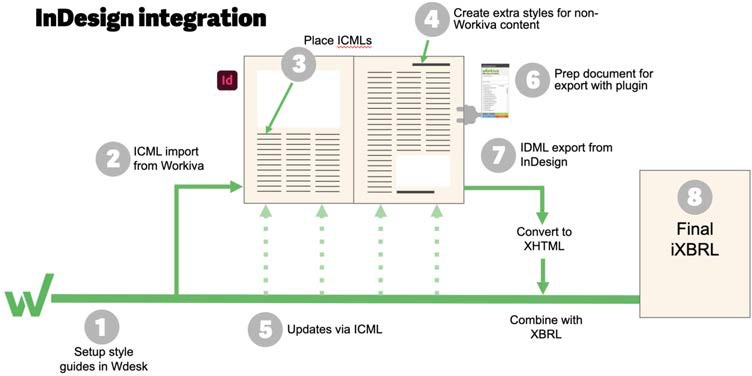 InDesign integration
4
Create extra styles for non-
Workiva content
Place ICMLs
3
Id
6
Prep document for
export with plugin
2
ICML import
from Workiva
7
IDML export from
InDesign
8
Final
iXBRL
Convert to
XHTML
W
1
Setup style
guides in Wdesk
5
Updates via ICML
Combine with
XBRL